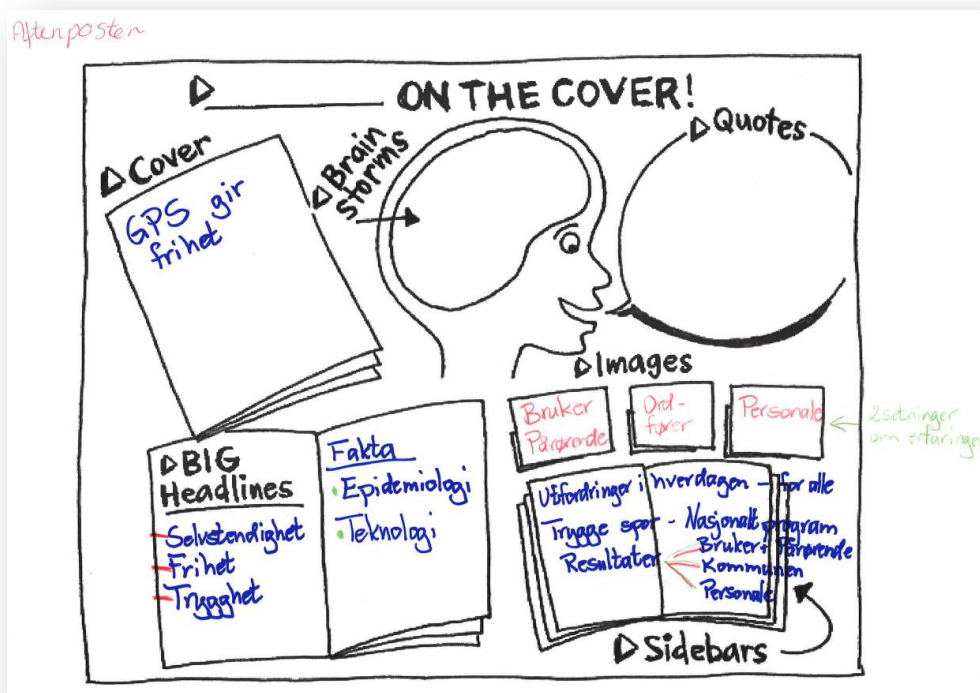 Aftenposten
ON THE COVER!
Cover
GPS gir
frihet
Brain
storms
Quotes
Images
Bruker
Pårørende
Ord-
fører
Personale
2 setninger
om erfaringe
BIG
Headlines
Selvstendighet
Frihet
Trygghet
Fakta
Epidemiologi
Teknologi
Utfordringer i hverdagen - for alle
Trygge spor - Nasjonalt program
Resultater
Bruker + Pårørende
Kommunen
Personale
Sidebars